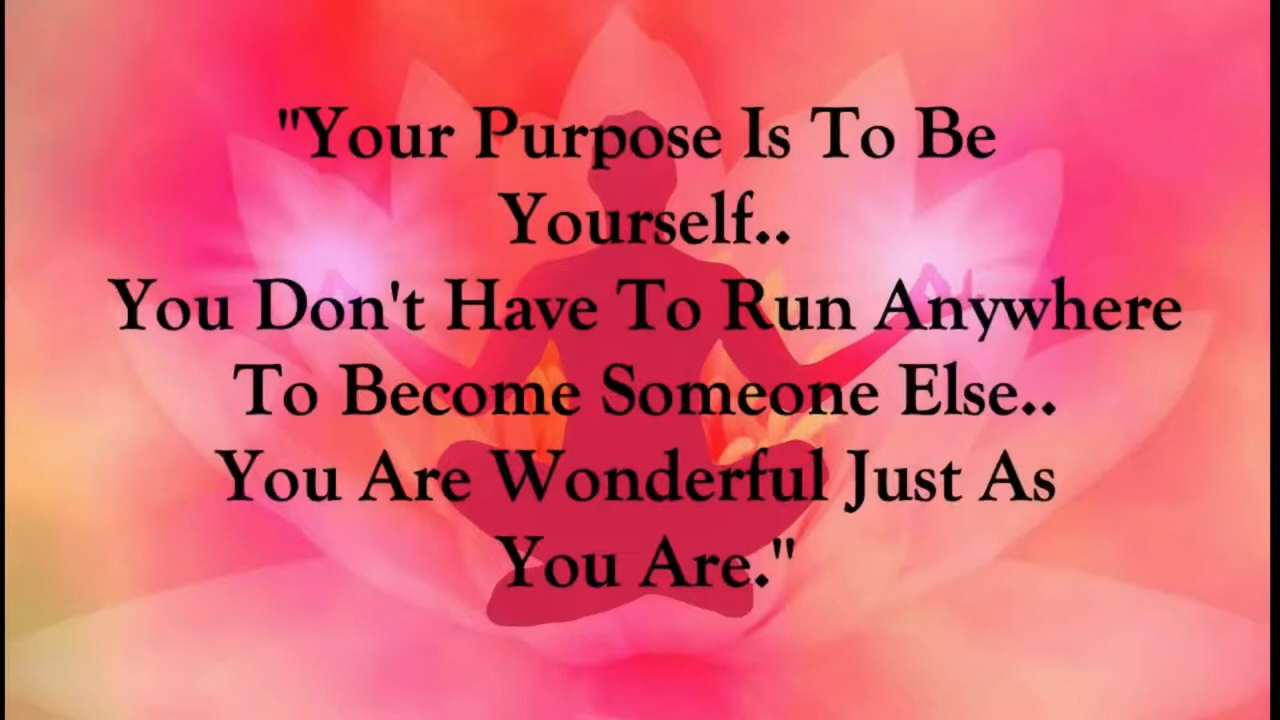 "Your Purpose Is To Be
Yourself..
You Don't Have To Run Anywhere
To Become Someone Else..
You Are Wonderful Just As
You Are."